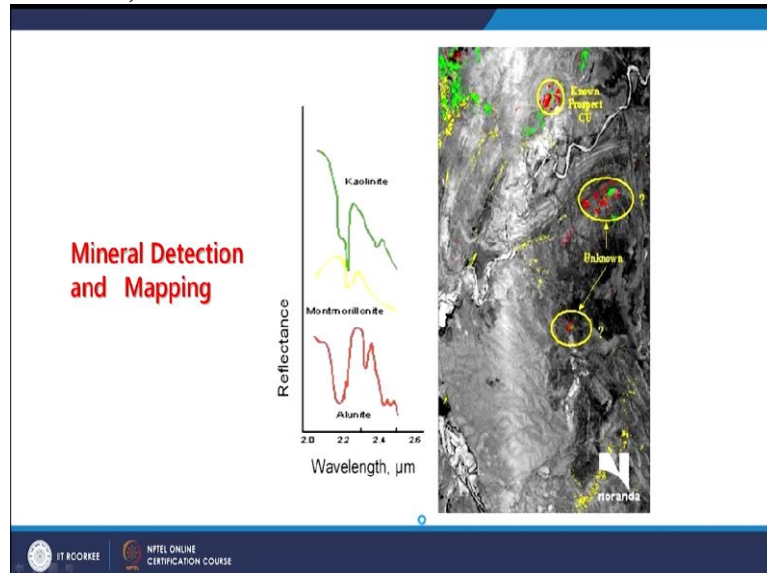 Mineral Detection
and Mapping
Reflectance
Kaolinite
Montmorillonite
Alunite
2.0 2.2 2.4 2.6
Wavelength, µm
Known
Prospect
CU
?
Unknown
?
noranda
IT ROORKEE
NPTEL ONLINE
CERTIFICATION COURSE